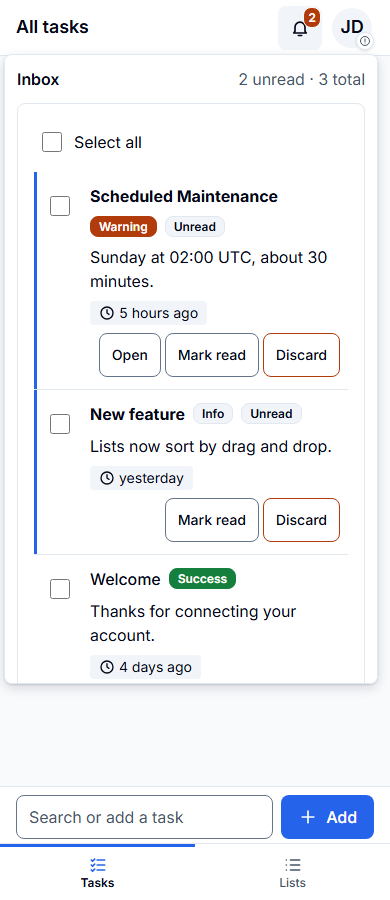 All tasks
2
JD
Inbox
2 unread · 3 total
Select all
Scheduled Maintenance
Warning
Unread
Sunday at 02:00 UTC, about 30
minutes.
5 hours ago
Open
Mark read
Discard
New feature
Info
Unread
Lists now sort by drag and drop.
yesterday
Mark read
Discard
Welcome
Success
Thanks for connecting your
account.
4 days ago
Search or add a task
Add
Tasks
Lists